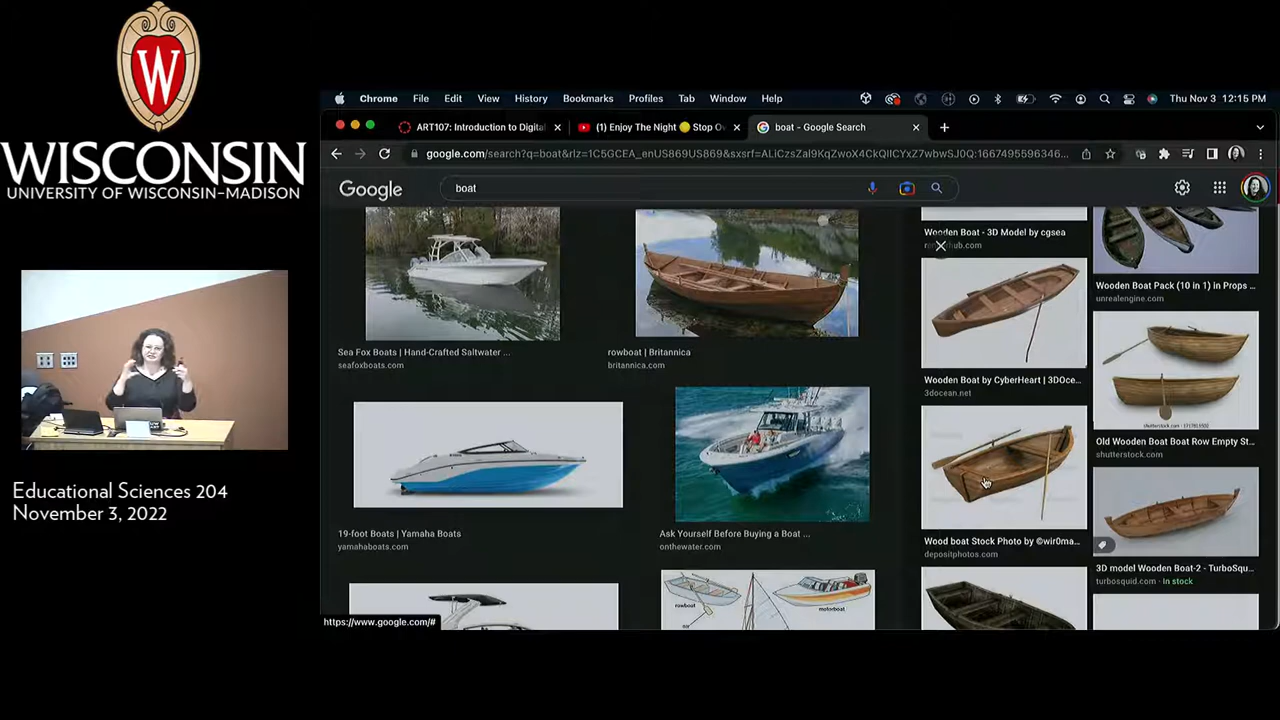 W
WISCONSIN
UNIVERSITY OF WISCONSIN-MADISON
Educational Sciences 204
November 3, 2022
Chrome File Edit View History Bookmarks Profiles Tab Window Help Thu Nov 3 12:15 PM
ART107: Introduction to Digital
(1) Enjoy The Night Stop Ov
boat - Google Search
google.com/search?q=boat&rlz=
Google
boat
Sea Fox Boats | Hand-Crafted Saltwater ...
seafoxboats.com
rowboat | Britannica
britannica.com
19-foot Boats | Yamaha Boats
yamahaboats.com
Ask Yourself Before Buying a Boat ...
onthewater.com
rowboat
motorboat
https://www.google.com/#
Wooden Boat - 3D Model by cgsea
Wooden Boat by CyberHeart | 3DOce...
3docean.net
Wood boat Stock Photo by ©wir0ma...
depositphotos.com
Wooden Boat Pack (10 in 1) in Props ...
unrealengine.com
Old Wooden Boat Boat Row Empty St...
shutterstock.com
3D model Wooden Boat-2 - TurboSqu...
turbosquid.com - In stock